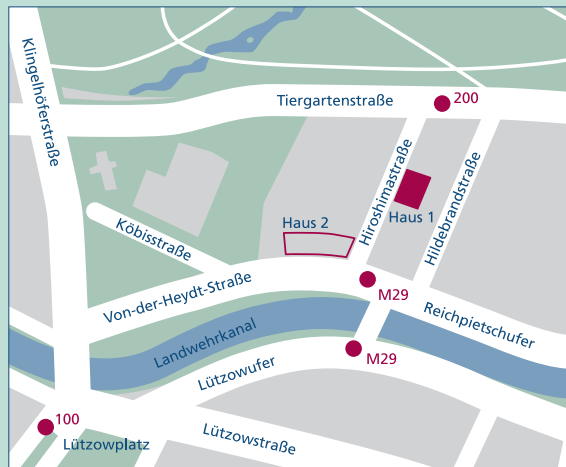 Klingelhöferstraße
Tiergartenstraße
200
Hiroshimastraße
Haus 1
Hildebrandstraße
Köbisstraße
Haus 2
Von-der-Heydt-Straße
M29
Reichpietschufer
Landwehrkanal
M29
Lützowufer
100
Lützowplatz
Lützowstraße